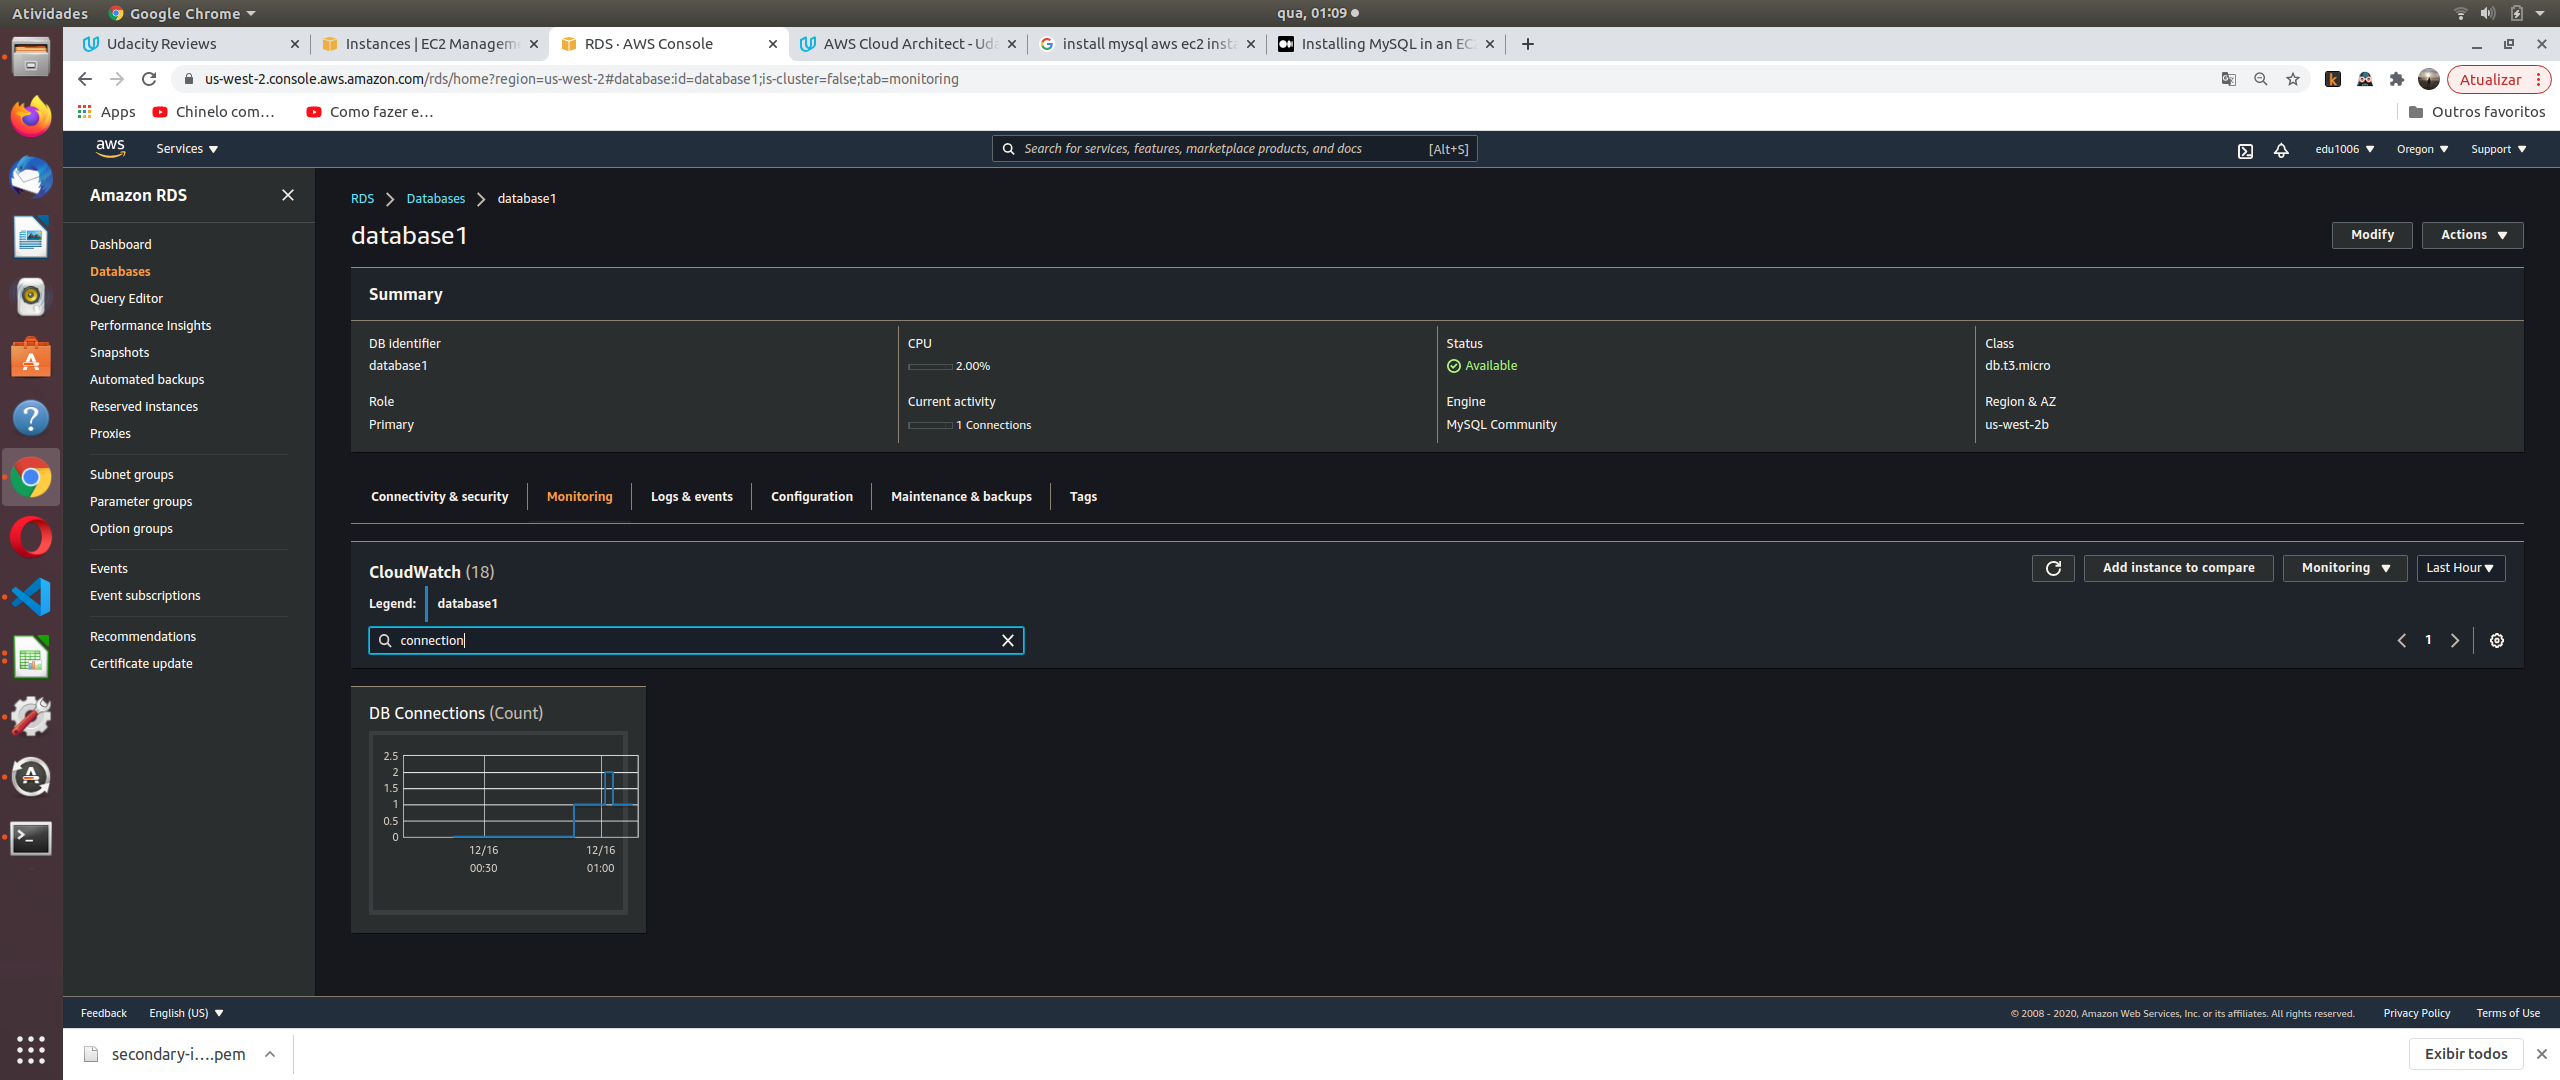 Atividades
Google Chrome
qua, 01:09
Udacity Reviews
Instances | EC2 Manageme
RDS · AWS Console
AWS Cloud Architect - Uda
install mysql aws ec2 insta
Installing MySQL in an EC
us-west-2.console.aws.amazon.com/rds/home?region=us-west-2#database:id=database1;is-cluster=false;tab=monitoring
Atualizar
Apps
Chinelo com...
Como fazer e...
Outros favoritos
aws
Services
Search for services, features, marketplace products, and docs
[Alt+S]
edu1006
Oregon
Support
Amazon RDS
Dashboard
Databases
Query Editor
Performance Insights
Snapshots
Automated backups
Reserved instances
Proxies
Subnet groups
Parameter groups
Option groups
Events
Event subscriptions
Recommendations
Certificate update
RDS
Databases
database1
database1
Modify
Actions
Summary
DB identifier
database1
CPU
2.00%
Status
Available
Class
db.t3.micro
Role
Primary
Current activity
1 Connections
Engine
MySQL Community
Region & AZ
us-west-2b
Connectivity & security
Monitoring
Logs & events
Configuration
Maintenance & backups
Tags
CloudWatch (18)
Add instance to compare
Monitoring
Last Hour
Legend:
database1
connection
1
DB Connections (Count)
2.5
2
1.5
1
0.5
0
12/16
00:30
12/16
01:00
Feedback
English (US)
© 2008 - 2020, Amazon Web Services, Inc. or its affiliates. All rights reserved.
Privacy Policy
Terms of Use
secondary-i....pem
Exibir todos